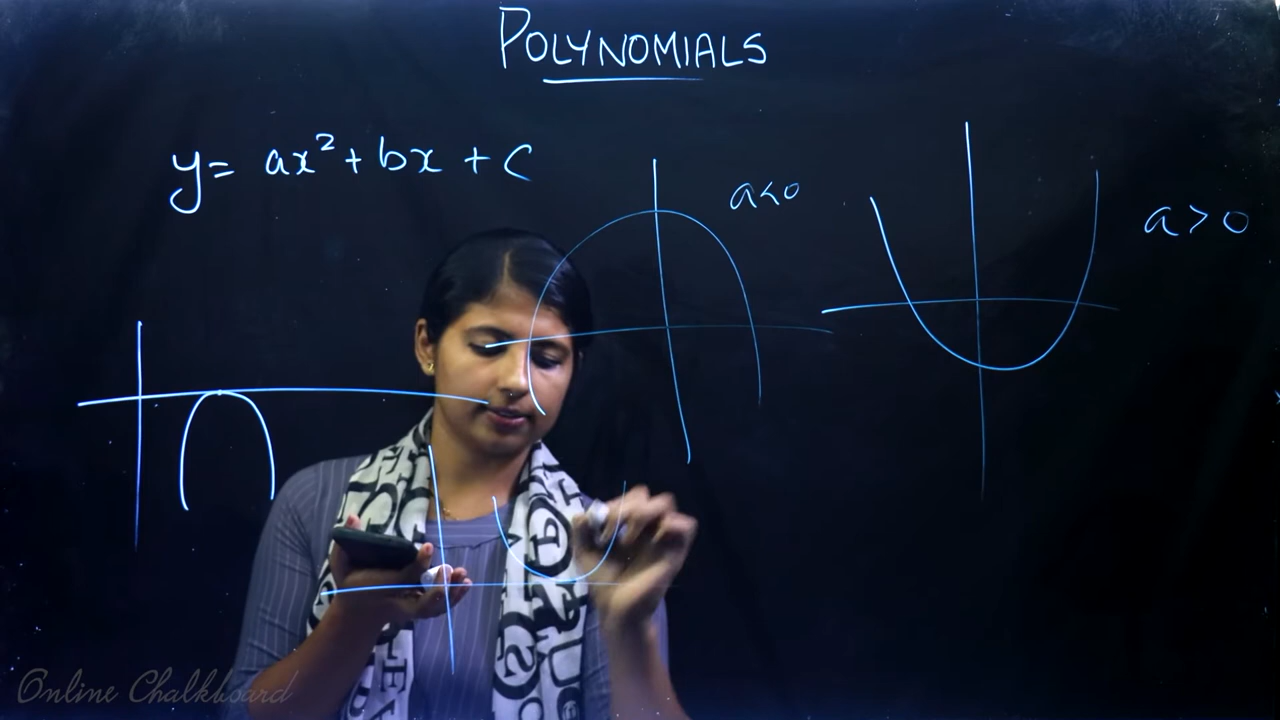 POLYNOMIALS
y = ax² + bx + c
a<0
a > 0
Online Chalkboard